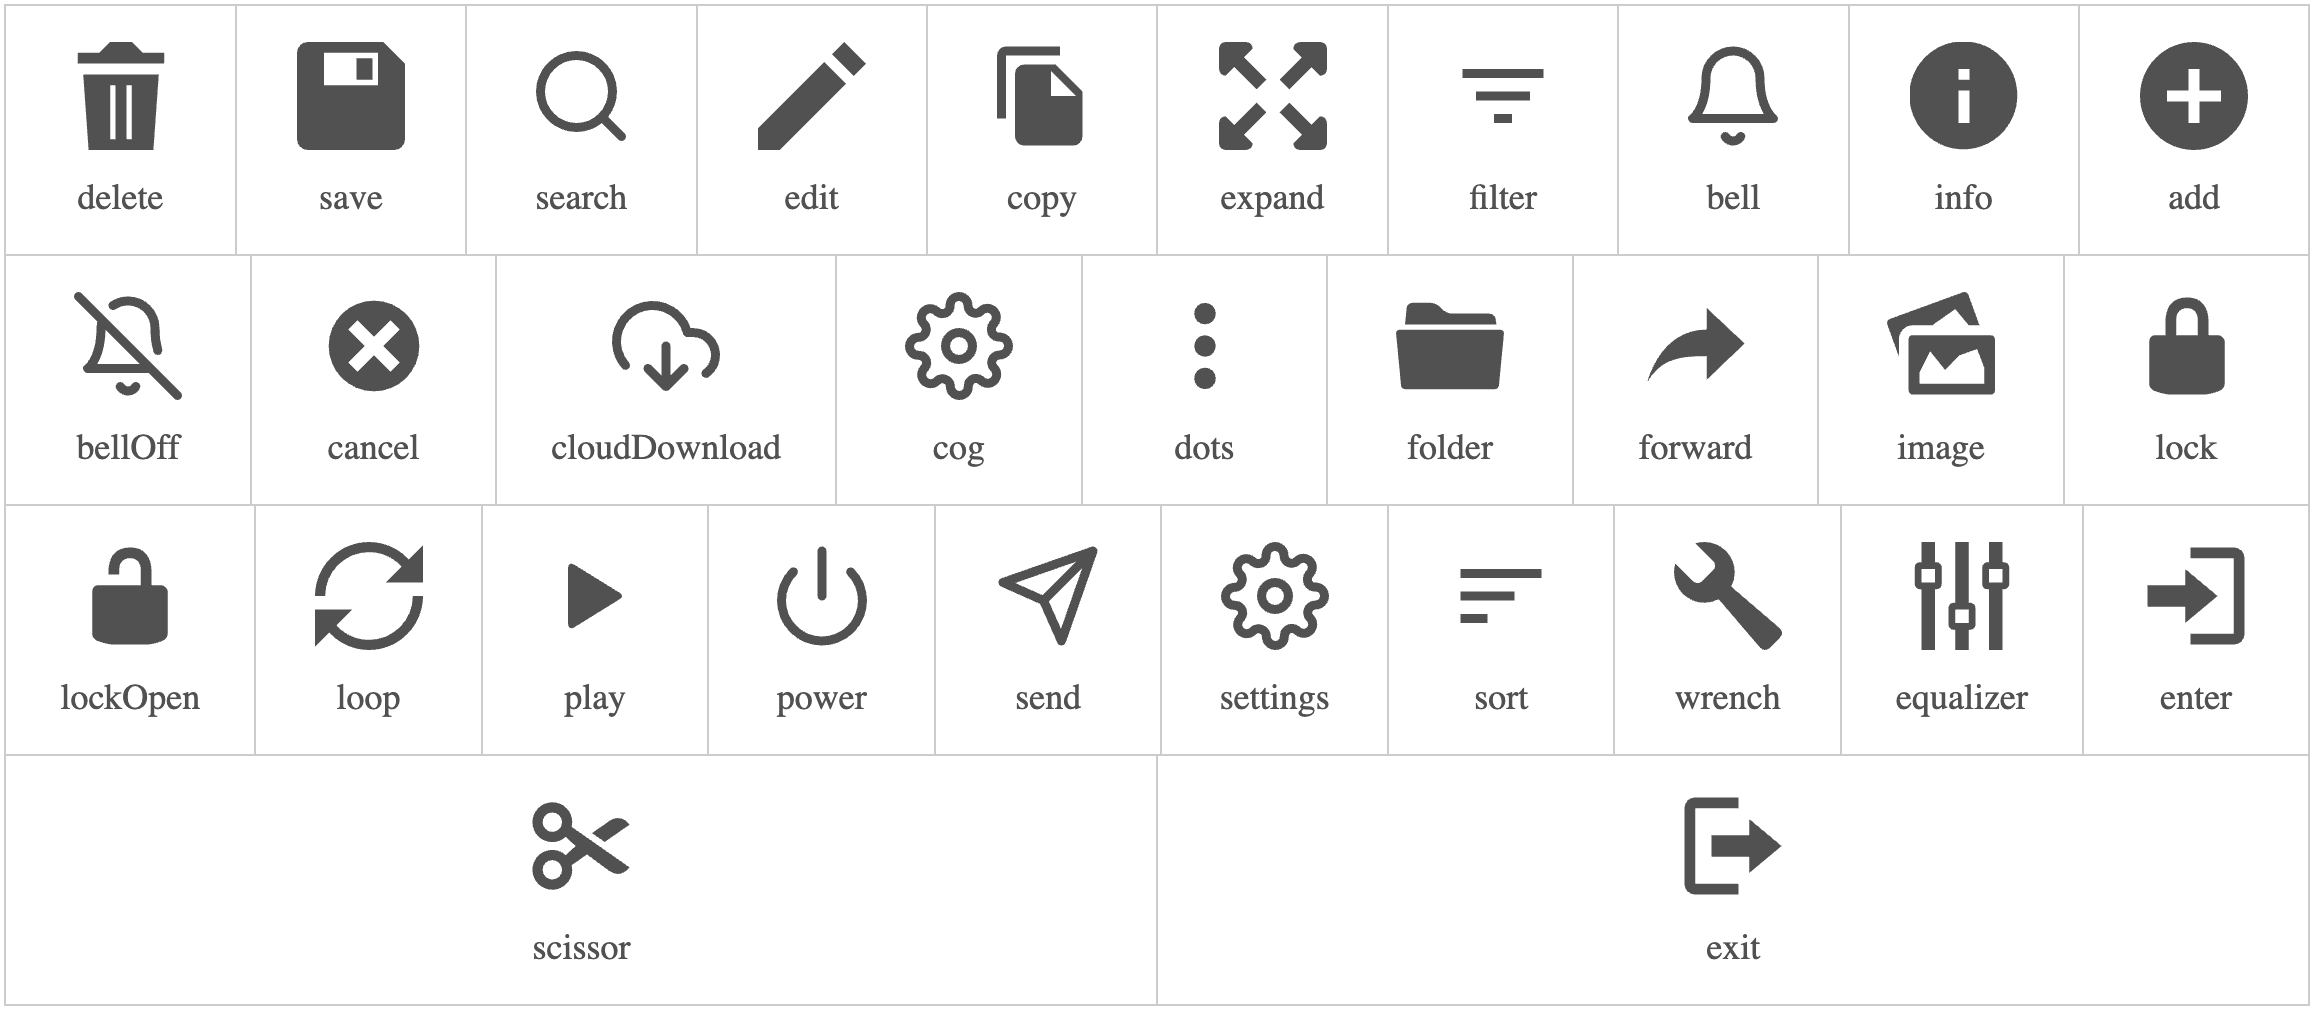 delete
save
search
edit
copy
expand
filter
bell
info
add
bellOff
cancel
cloudDownload
cog
dots
folder
forward
image
lock
lockOpen
loop
play
power
send
settings
sort
wrench
equalizer
enter
scissor
exit